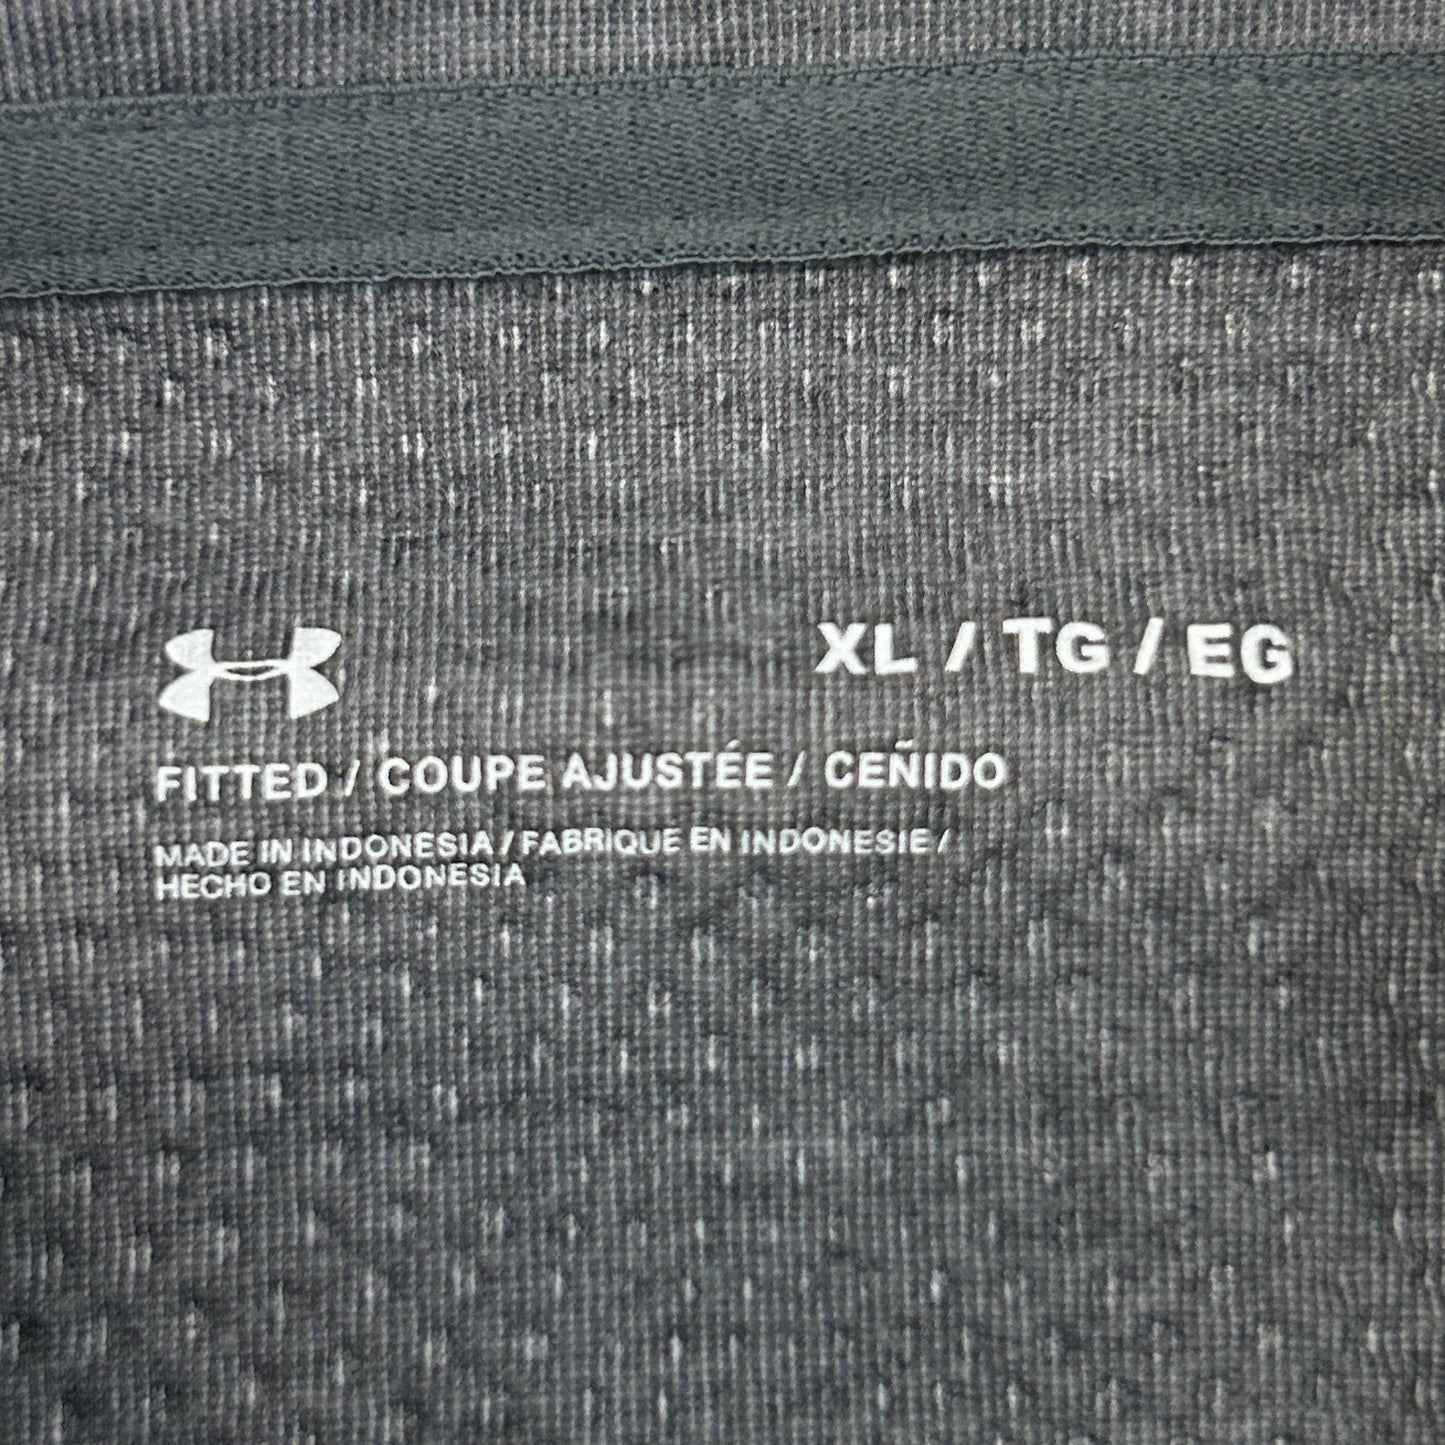 XL / TG / EG
FITTED / COUPE AJUSTÉE / CEÑIDO
MADE IN INDONESIA / FABRIQUE EN INDONESIE /
HECHO EN INDONESIA